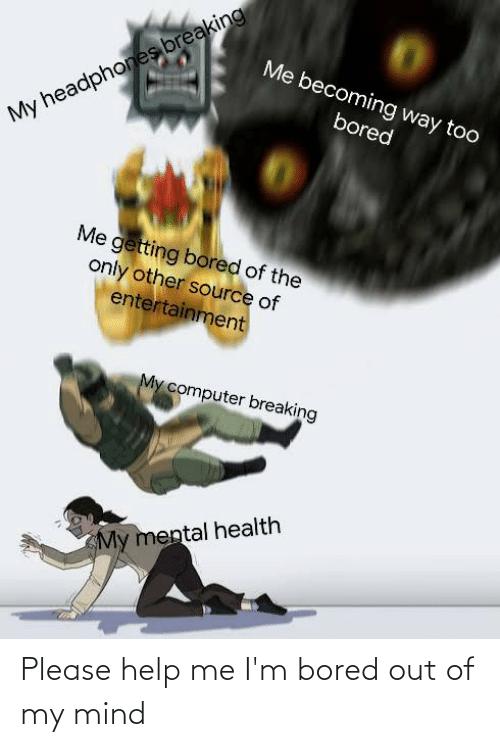 My headphones breaking
Me becoming way too
bored
Me getting bored of the
only other source of
entertainment
My computer breaking
My mental health
Please help me I'm bored out of
my mind